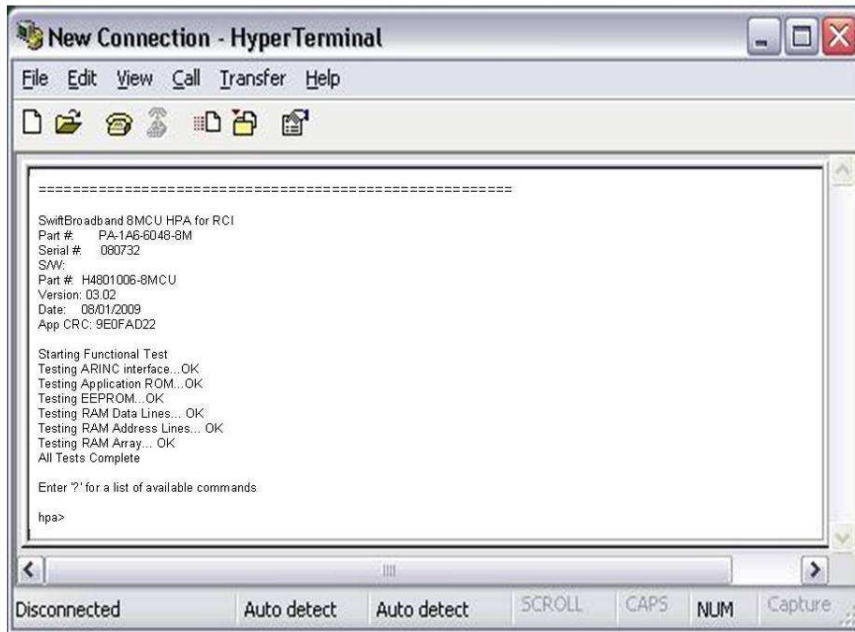 New Connection - HyperTerminal
File Edit View Call Transfer Help
=======================================================
SwiftBroadband 8MCU HPA for RCI
Part #: PA-1A6-6048-8M
Serial #: 080732
S/W:
Part #: H4801006-8MCU
Version: 03.02
Date: 08/01/2009
App CRC: 9E0FAD22
Starting Functional Test
Testing ARINC interface...OK
Testing Application ROM...OK
Testing EEPROM...OK
Testing RAM Data Lines... OK
Testing RAM Address Lines... OK
Testing RAM Array... OK
All Tests Complete
Enter '?' for a list of available commands
hpa>
Disconnected Auto detect Auto detect SCROLL CAPS NUM Capture